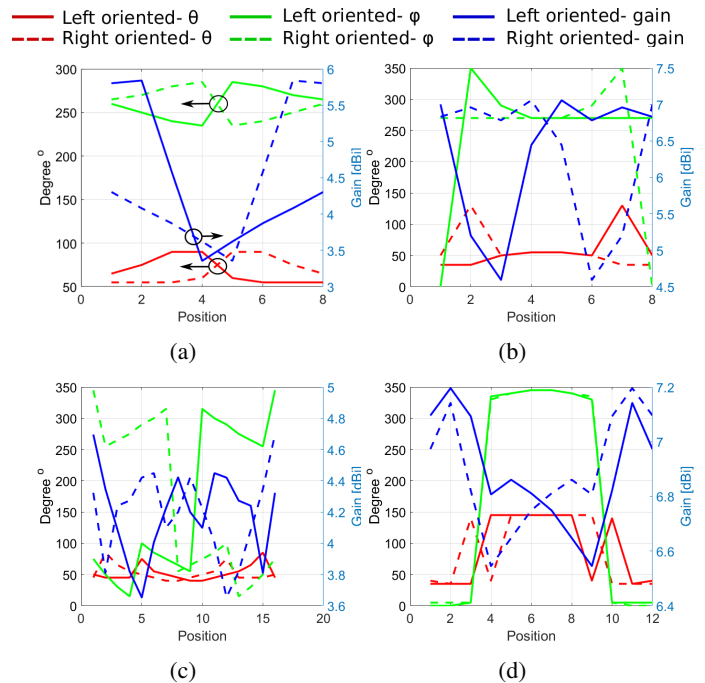 Left oriented- θ Left oriented- φ Left oriented- gain
Right oriented- θ Right oriented- φ Right oriented- gain
300 6 350 7.5
300 7
250 5.5
250 6.5
5
200 200 6
4.5
150 150 5.5
4
100 100 5
3.5
50
50 3 0 4.5
0 2 4 6 8 0 2 4 6 8
Degree °
Gain [dBi]
Degree °
Gain [dBi]
Position Position
(a) (b)
350 5 350 7.2
300 4.8 300
250 4.6 250 7
200 4.4 200
4.2 6.8
150 150
4
100 100 6.6
50 3.8 50
0 3.6 0 6.4
0 5 10 15 20 0 2 4 6 8 10 12
Degree °
Gain [dBi]
Degree °
Gain [dBi]
Position Position
(c) (d)